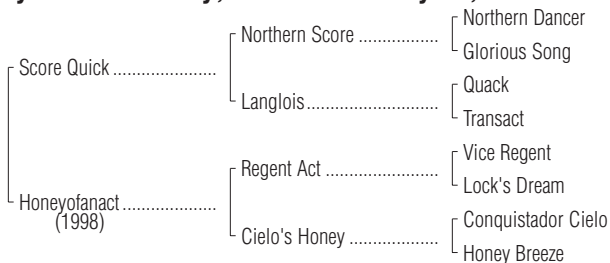 Northern Dancer
Northern Score ..................
Glorious Song
Score Quick .......................
Quack
Langlois.............................
Transact
Vice Regent
Regent Act .........................
Lock's Dream
Honeyofanact .....................
(1998)
Conquistador Cielo
Cielo's Honey ....................
Honey Breeze